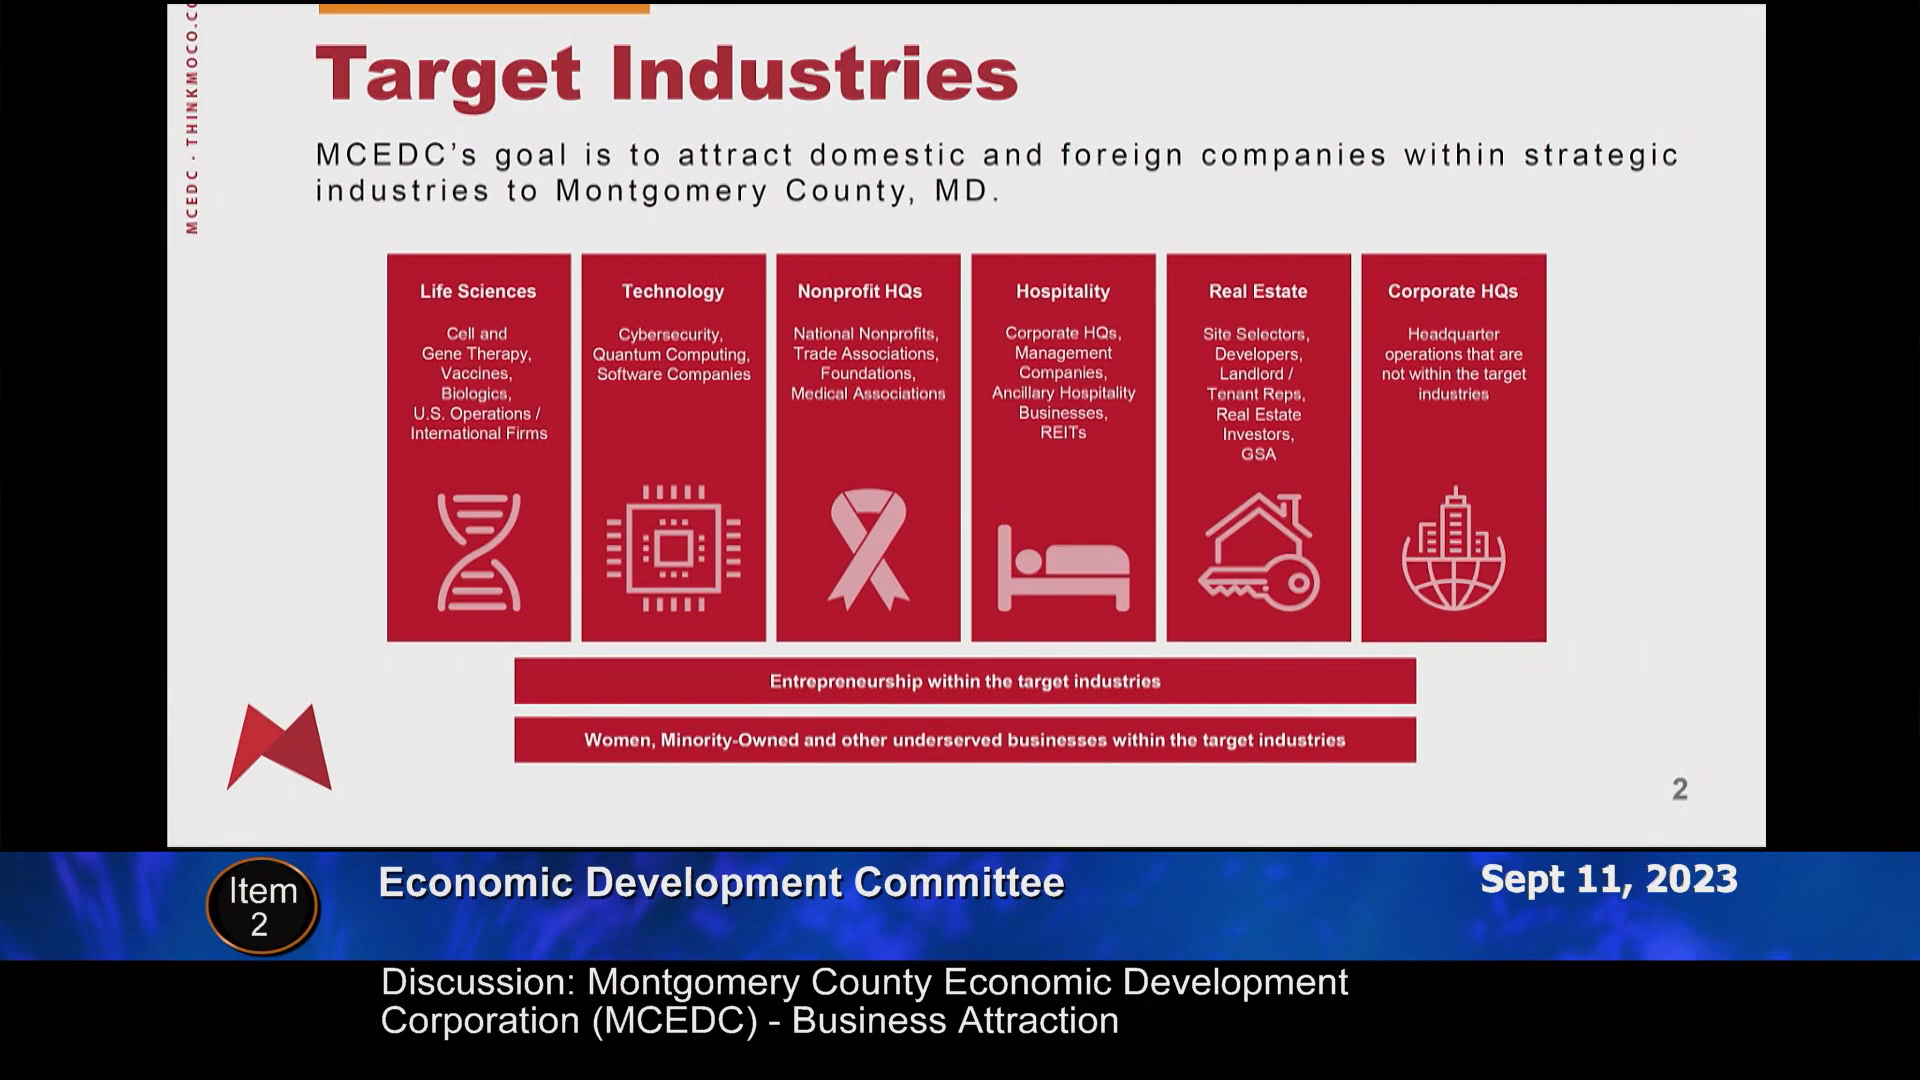 MCEDC · THINKMOCO.C
Target Industries
MCEDC's goal is to attract domestic and foreign companies within strategic
industries to Montgomery County, MD.
Life Sciences
Cell and
Gene Therapy,
Vaccines,
Biologics,
U.S. Operations /
International Firms
Technology
Cybersecurity,
Quantum Computing,
Software Companies
Nonprofit HQs
National Nonprofits,
Trade Associations,
Foundations,
Medical Associations
Hospitality
Corporate HQs,
Management
Companies,
Ancillary Hospitality
Businesses,
REITs
Real Estate
Site Selectors,
Developers,
Landlord /
Tenant Reps,
Real Estate
Investors,
GSA
Corporate HQs
Headquarter
operations that are
not within the target
industries
Entrepreneurship within the target industries
Women, Minority-Owned and other underserved businesses within the target industries
2
Item
2
Economic Development Committee
Sept 11, 2023
Discussion: Montgomery County Economic Development
Corporation (MCEDC) - Business Attraction